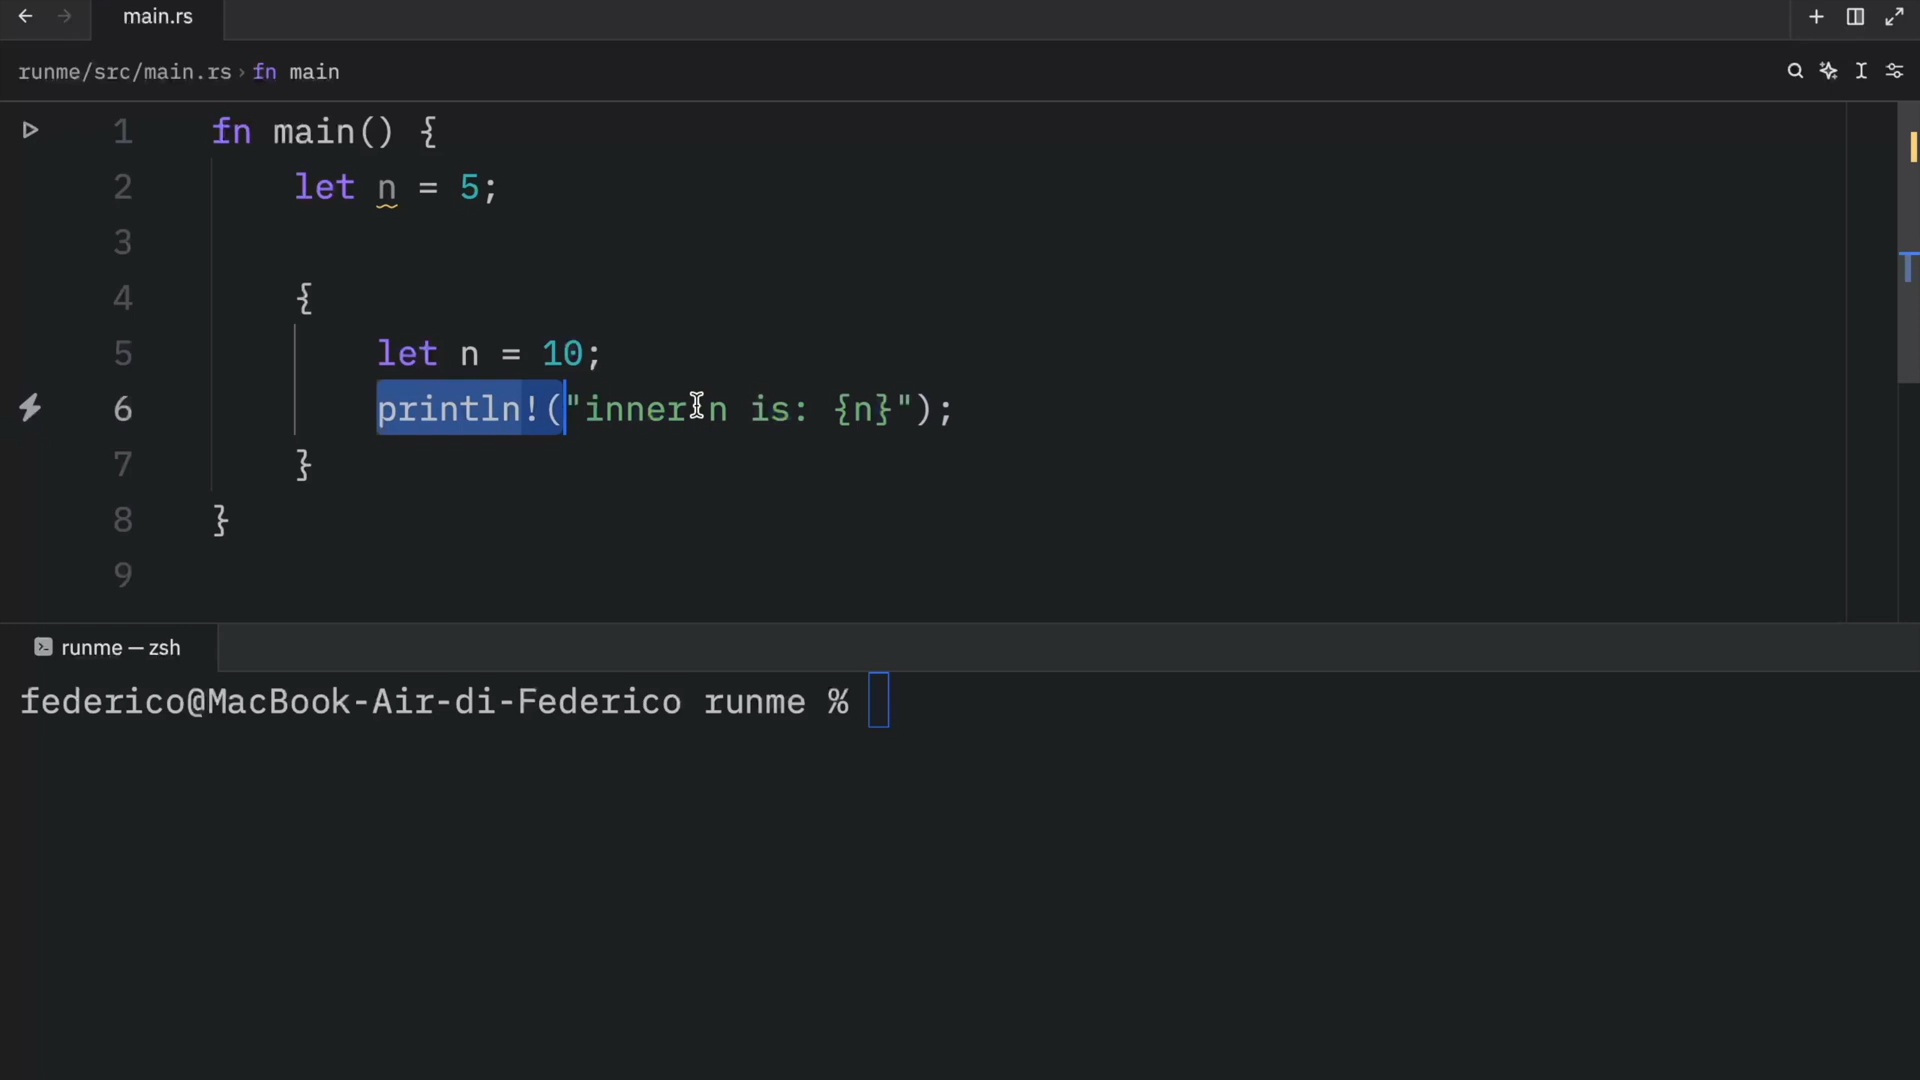 main.rs
runme/src/main.rs › fn main
1 fn main() {
2 let n = 5;
3
4 {
5 let n = 10;
6 println!("inner n is: {n}");
7 }
8 }
9
runme — zsh
federico@MacBook-Air-di-Federico runme %